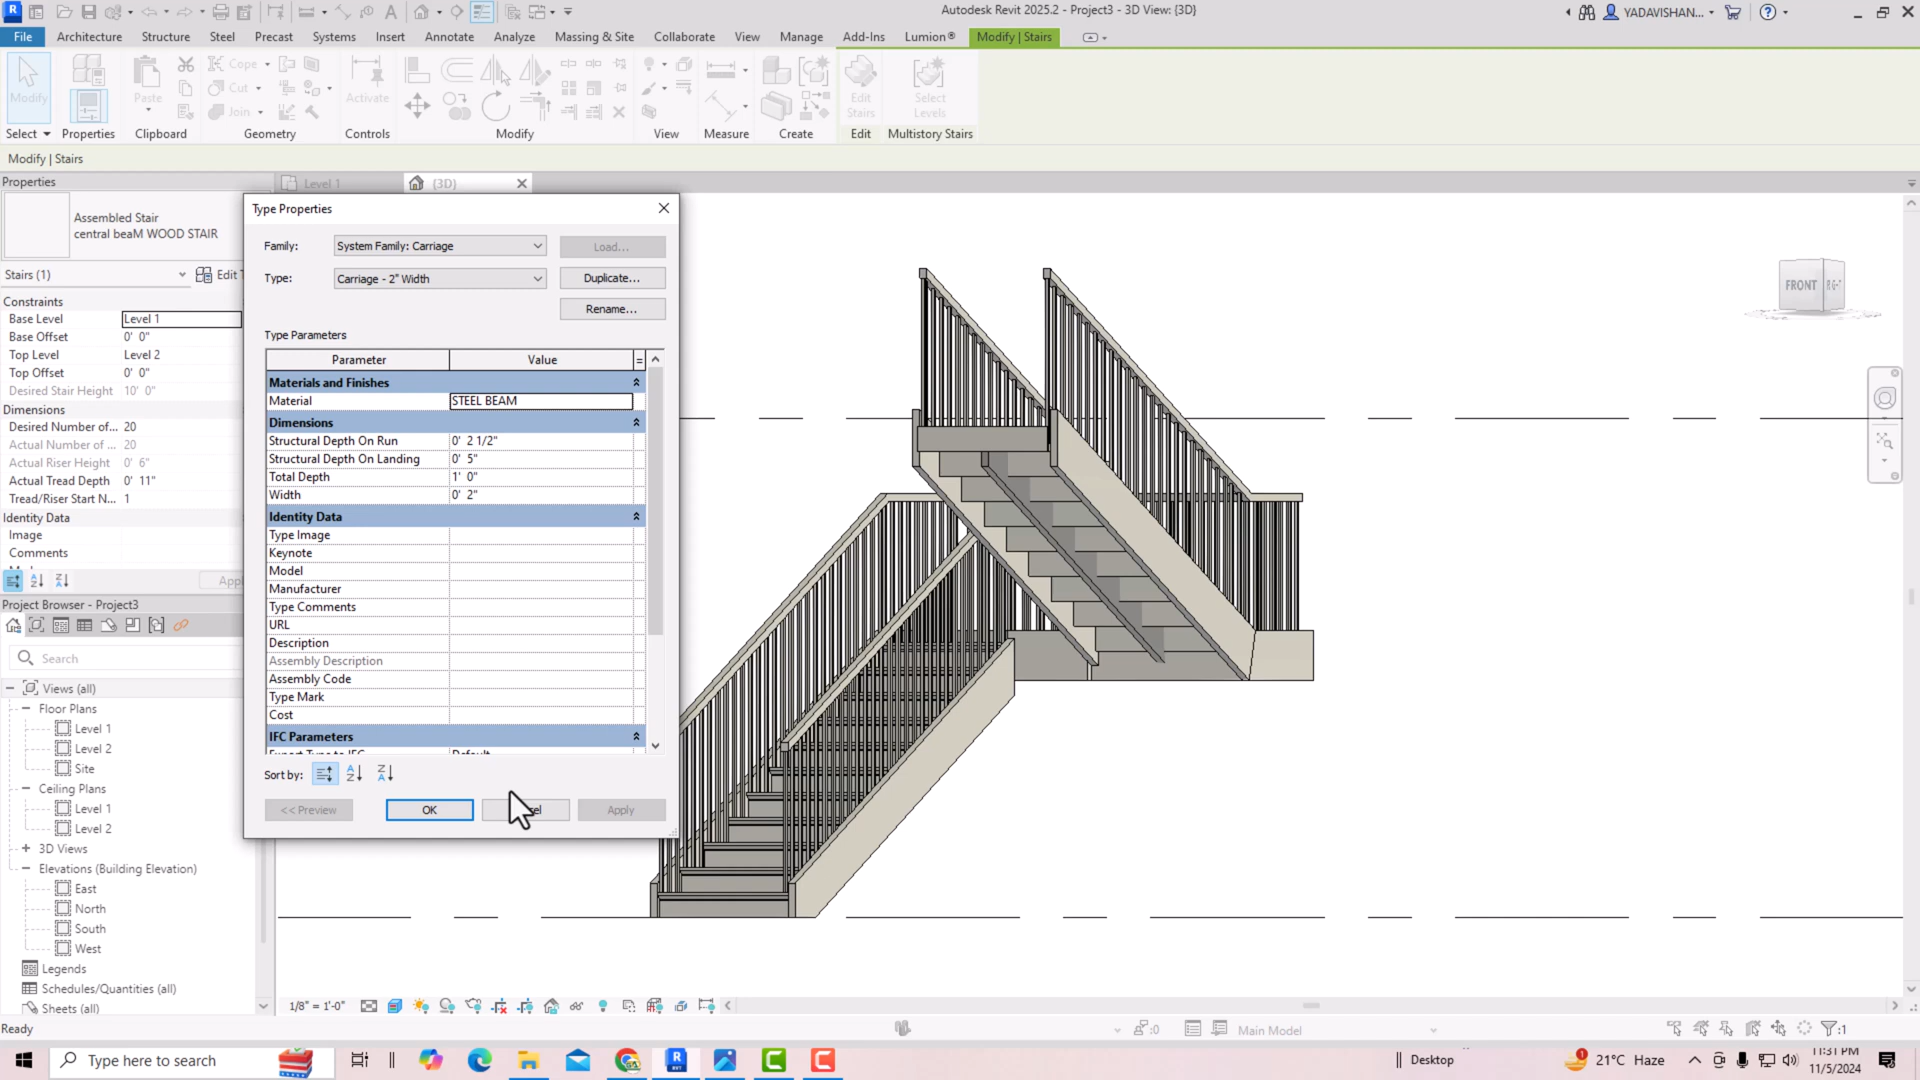 Autodesk Revit 2025.2 - Project3 - 3D View: {3D}
YADAVISHAN...
File Architecture Structure Steel Precast Systems Insert Annotate Analyze Massing & Site Collaborate View Manage Add-Ins Lumion® Modify | Stairs
Modify
Paste
Cope
Cut
Join
Activate
Edit Stairs
Select Levels
Select Properties Clipboard Geometry Controls Modify View Measure Create Edit Multistory Stairs
Modify | Stairs
Properties
Level 1
{3D}
Assembled Stair
central beaM WOOD STAIR
Stairs (1)
Edit
Constraints
Base Level Level 1
Base Offset 0' 0"
Top Level Level 2
Top Offset 0' 0"
Desired Stair Height 10' 0"
Dimensions
Desired Number of... 20
Actual Number of ... 20
Actual Riser Height 0' 6"
Actual Tread Depth 0' 11"
Tread/Riser Start N... 1
Identity Data
Image
Comments
Project Browser - Project3
Search
Views (all)
Floor Plans
Level 1
Level 2
Site
Ceiling Plans
Level 1
Level 2
3D Views
Elevations (Building Elevation)
East
North
South
West
Legends
Schedules/Quantities (all)
Sheets (all)
Type Properties
Family: System Family: Carriage Load...
Type: Carriage - 2" Width Duplicate...
Rename...
Type Parameters
Parameter Value =
Materials and Finishes
Material STEEL BEAM
Dimensions
Structural Depth On Run 0' 2 1/2"
Structural Depth On Landing 0' 5"
Total Depth 1' 0"
Width 0' 2"
Identity Data
Type Image
Keynote
Model
Manufacturer
Type Comments
URL
Description
Assembly Description
Assembly Code
Type Mark
Cost
IFC Parameters
Sort by:
<< Preview OK Apply
FRONT
1/8" = 1'-0"
Ready
:0
Main Model
:1
Type here to search
Desktop
21°C Haze
11:31 PM
11/5/2024